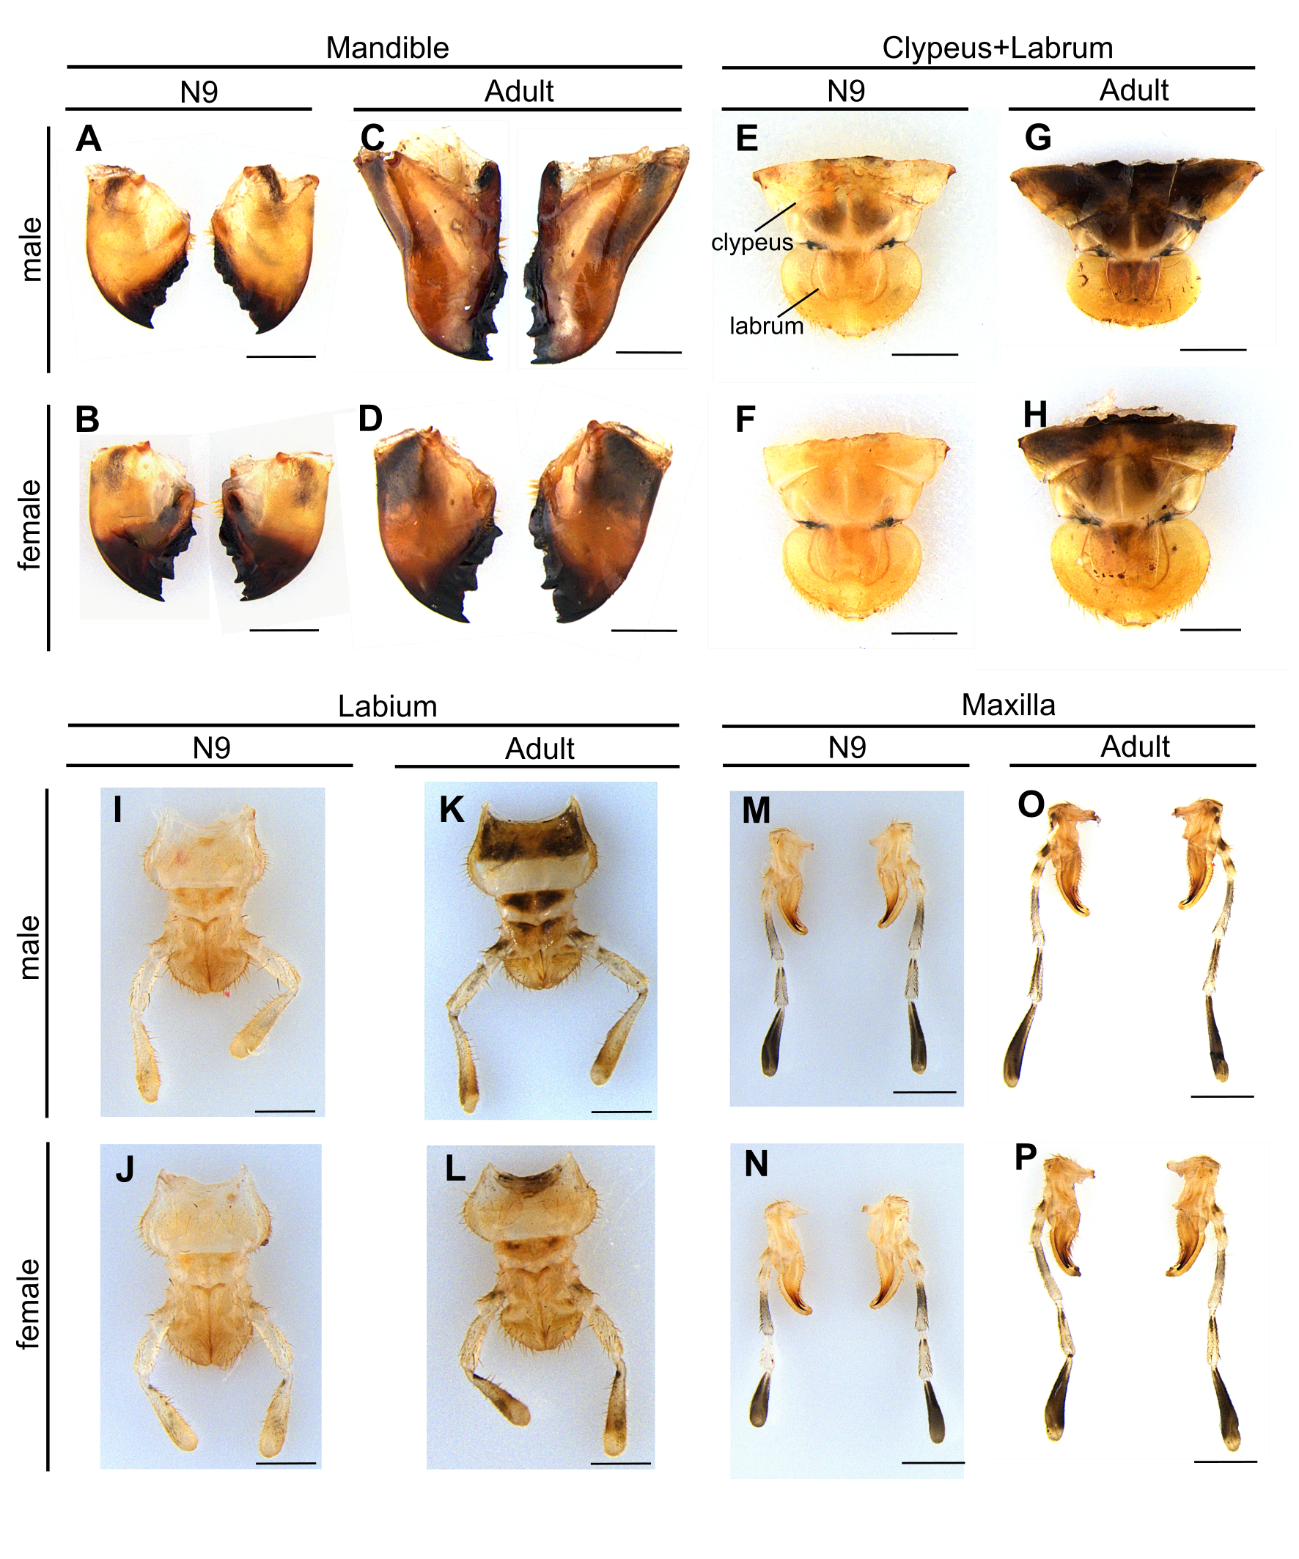 Mandible
Clypeus+Labrum
N9
Adult
N9
Adult
male
A
C
E
G
clypeus
labrum
female
B
D
F
H
Labium
Maxilla
N9
Adult
N9
Adult
male
I
K
M
O
female
J
L
N
P